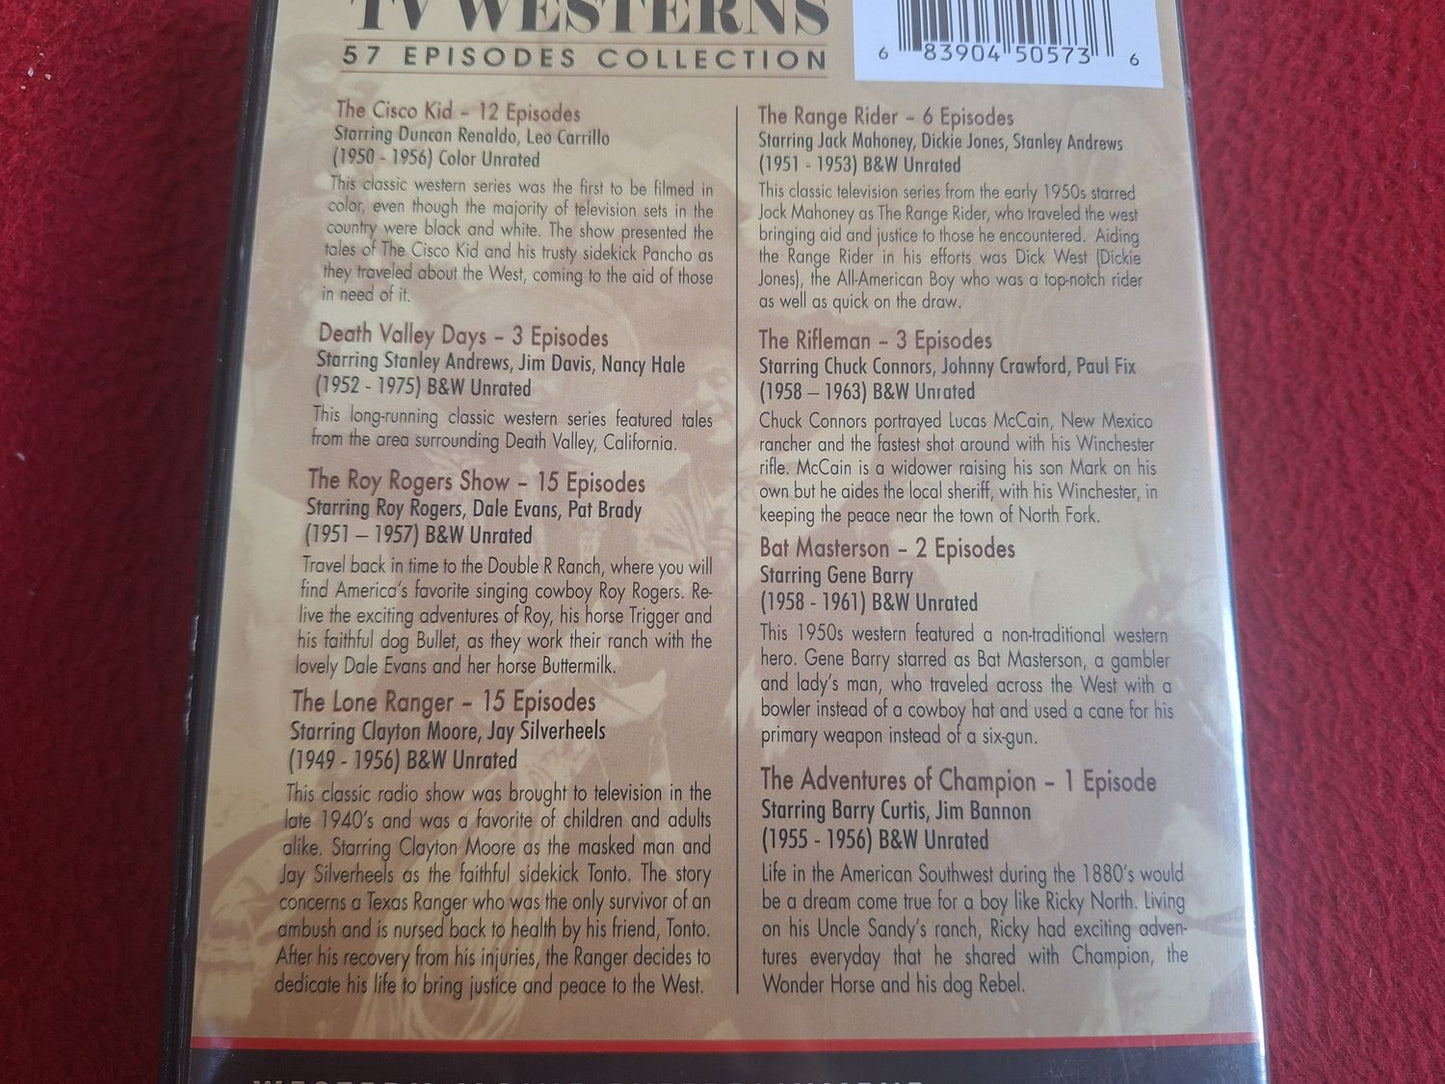 TV WESTERNS
57 EPISODES COLLECTION
6 83904 50573 6
The Cisco Kid – 12 Episodes
Starring Duncan Renaldo, Leo Carrillo
(1950 - 1956) Color Unrated
This classic western series was the first to be filmed in
color, even though the majority of television sets in the
country were black and white. The show presented the
tales of The Cisco Kid and his trusty sidekick Pancho as
they traveled about the West, coming to the aid of those
in need of it.
Death Valley Days – 3 Episodes
Starring Stanley Andrews, Jim Davis, Nancy Hale
(1952 - 1975) B&W Unrated
This long-running classic western series featured tales
from the area surrounding Death Valley, California.
The Roy Rogers Show – 15 Episodes
Starring Roy Rogers, Dale Evans, Pat Brady
(1951 – 1957) B&W Unrated
Travel back in time to the Double R Ranch, where you will
find America's favorite singing cowboy Roy Rogers. Re-
live the exciting adventures of Roy, his horse Trigger and
his faithful dog Bullet, as they work their ranch with the
lovely Dale Evans and her horse Buttermilk.
The Lone Ranger – 15 Episodes
Starring Clayton Moore, Jay Silverheels
(1949 - 1956) B&W Unrated
This classic radio show was brought to television in the
late 1940's and was a favorite of children and adults
alike. Starring Clayton Moore as the masked man and
Jay Silverheels as the faithful sidekick Tonto. The story
concerns a Texas Ranger who was the only survivor of an
ambush and is nursed back to health by his friend, Tonto.
After his recovery from his injuries, the Ranger decides to
dedicate his life to bring justice and peace to the West.
The Range Rider – 6 Episodes
Starring Jack Mahoney, Dickie Jones, Stanley Andrews
(1951 - 1953) B&W Unrated
This classic television series from the early 1950s starred
Jock Mahoney as The Range Rider, who traveled the west
bringing aid and justice to those he encountered. Aiding
the Range Rider in his efforts was Dick West (Dickie
Jones), the All-American Boy who was a top-notch rider
as well as quick on the draw.
The Rifleman – 3 Episodes
Starring Chuck Connors, Johnny Crawford, Paul Fix
(1958 – 1963) B&W Unrated
Chuck Connors portrayed Lucas McCain, New Mexico
rancher and the fastest shot around with his Winchester
rifle. McCain is a widower raising his son Mark on his
own but he aides the local sheriff, with his Winchester, in
keeping the peace near the town of North Fork.
Bat Masterson – 2 Episodes
Starring Gene Barry
(1958 - 1961) B&W Unrated
This 1950s western featured a non-traditional western
hero. Gene Barry starred as Bat Masterson, a gambler
and lady's man, who traveled across the West with a
bowler instead of a cowboy hat and used a cane for his
primary weapon instead of a six-gun.
The Adventures of Champion – 1 Episode
Starring Barry Curtis, Jim Bannon
(1955 - 1956) B&W Unrated
Life in the American Southwest during the 1880's would
be a dream come true for a boy like Ricky North. Living
on his Uncle Sandy's ranch, Ricky had exciting adven-
tures everyday that he shared with Champion, the
Wonder Horse and his dog Rebel.